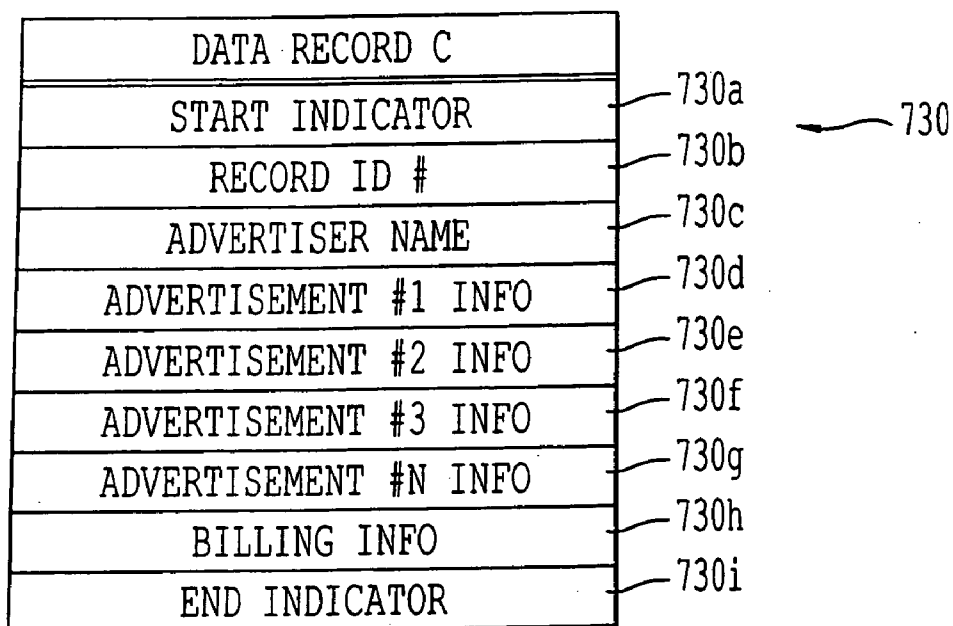 DATA RECORD C
START INDICATOR 730a
730
RECORD ID # 730b
ADVERTISER NAME 730c
ADVERTISEMENT #1 INFO 730d
ADVERTISEMENT #2 INFO 730e
ADVERTISEMENT #3 INFO 730f
ADVERTISEMENT #N INFO 730g
BILLING INFO 730h
END INDICATOR 730i